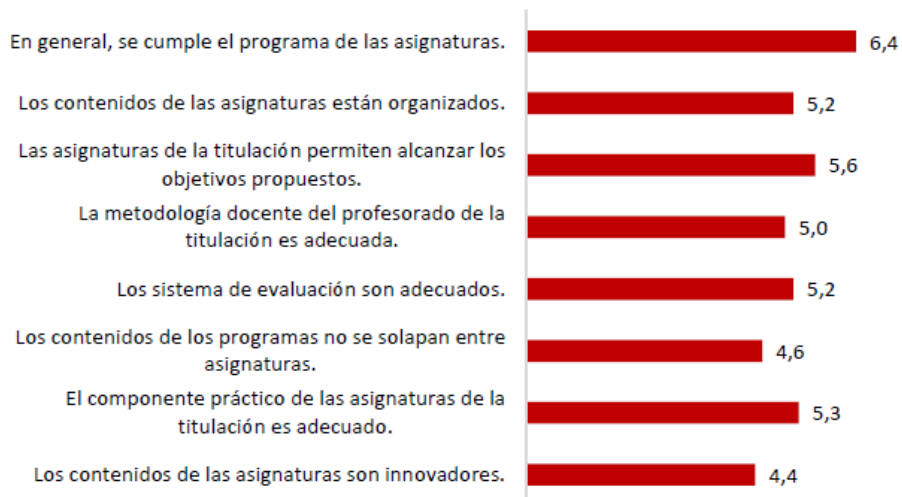 En general, se cumple el programa de las asignaturas.
6,4
Los contenidos de las asignaturas están organizados.
5,2
Las asignaturas de la titulación permiten alcanzar los
objetivos propuestos.
5,6
La metodología docente del profesorado de la
titulación es adecuada.
5,0
Los sistema de evaluación son adecuados.
5,2
Los contenidos de los programas no se solapan entre
asignaturas.
4,6
El componente práctico de las asignaturas de la
titulación es adecuado.
5,3
Los contenidos de las asignaturas son innovadores.
4,4